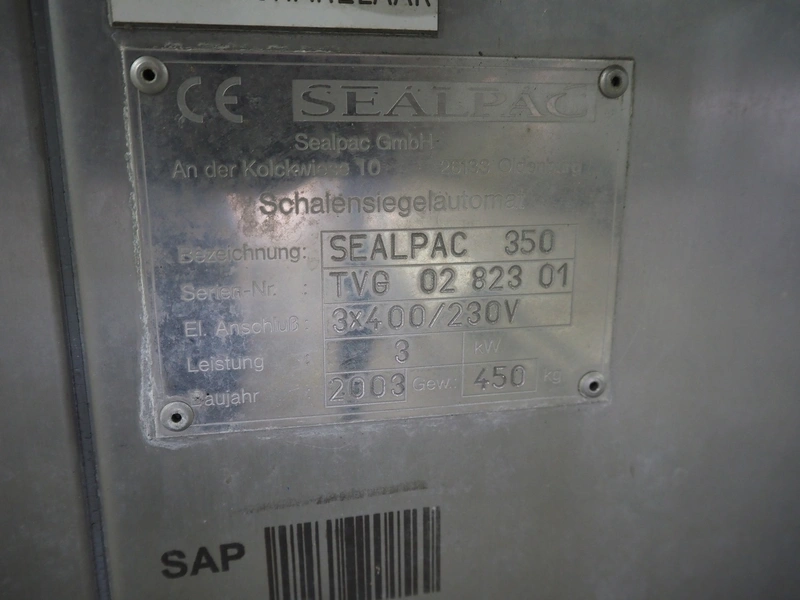 CE SEALPAC
Sealpac GmbH
An der Kolckwiese 10
Schalensiegelautomat
Bezeichnung: SEALPAC 350
Serien-Nr. : TVG 02 823 01
El. Anschluß: 3x400/230V
Leistung : 3 kW
Baujahr : 2003 Gew.: 450 kg
SAP